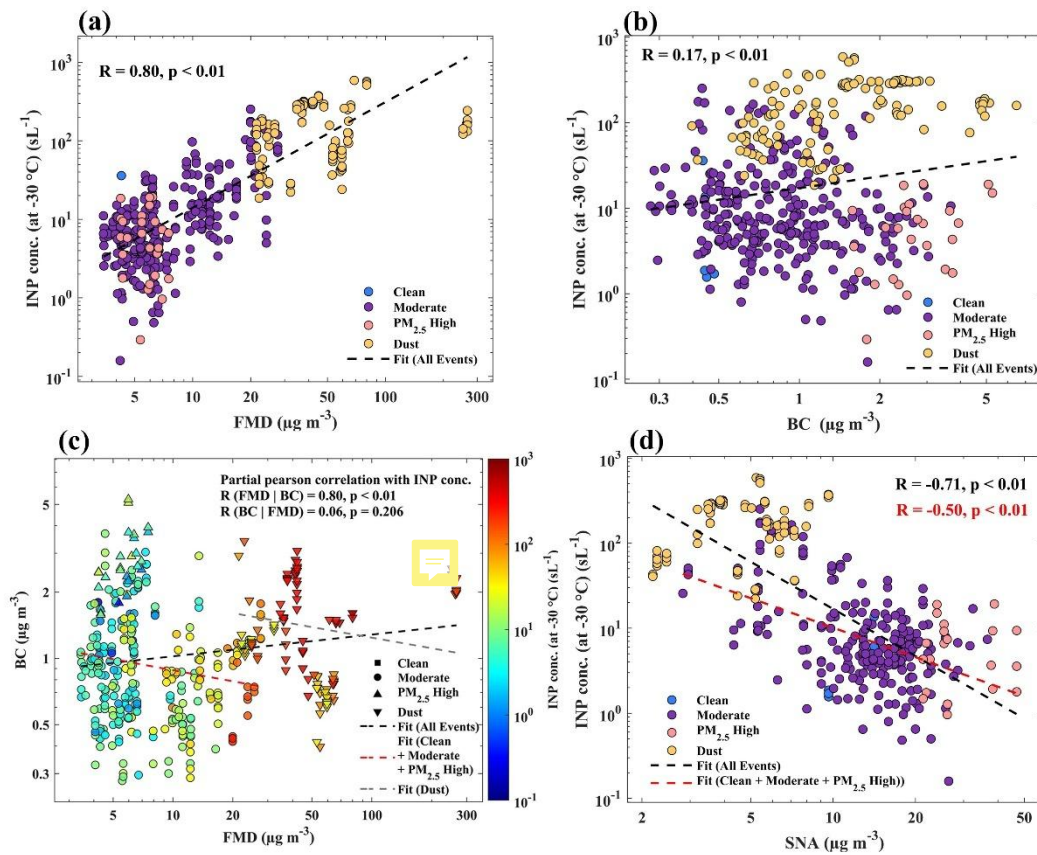 (a)
R = 0.80, p < 0.01
INP conc. (at -30 °C) (sL⁻¹)
10³
10²
10¹
10⁰
10⁻¹
Clean
Moderate
PM₂.₅ High
Dust
Fit (All Events)
5 10 20 30 50 100 300
FMD (µg m⁻³)
(b)
R = 0.17, p < 0.01
INP conc. (at -30 °C) (sL⁻¹)
10³
10²
10¹
10⁰
10⁻¹
Clean
Moderate
PM₂.₅ High
Dust
Fit (All Events)
0.3 0.5 1 2 5
BC (µg m⁻³)
(c)
Partial pearson correlation with INP conc.
R (FMD | BC) = 0.80, p < 0.01
R (BC | FMD) = 0.06, p = 0.206
BC (µg m⁻³)
5
2
1
0.5
0.3
Clean
Moderate
PM₂.₅ High
Dust
Fit (All Events)
Fit (Clean
+ Moderate
+ PM₂.₅ High)
Fit (Dust)
5 10 20 30 50 100 300
FMD (µg m⁻³)
10³
10²
10¹
10⁰
10⁻¹
INP conc. (at -30 °C) (sL⁻¹)
(d)
R = -0.71, p < 0.01
R = -0.50, p < 0.01
INP conc. (at -30 °C) (sL⁻¹)
10³
10²
10¹
10⁰
10⁻¹
Clean
Moderate
PM₂.₅ High
Dust
Fit (All Events)
Fit (Clean + Moderate + PM₂.₅ High))
2 5 10 20 50
SNA (µg m⁻³)